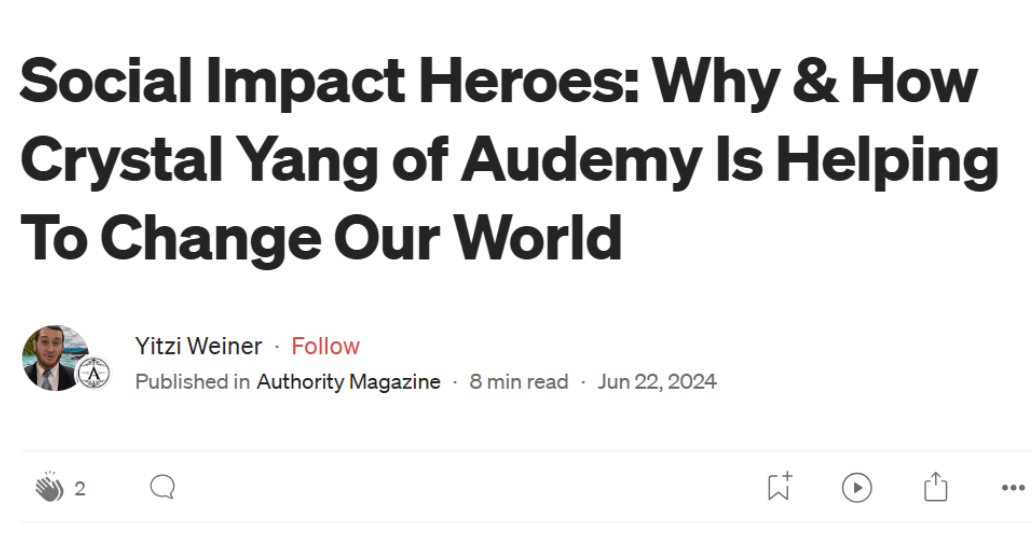 Social Impact Heroes: Why & How
Crystal Yang of Audemy Is Helping
To Change Our World
Yitzi Weiner · Follow
A
Published in Authority Magazine · 8 min read · Jun 22, 2024
2